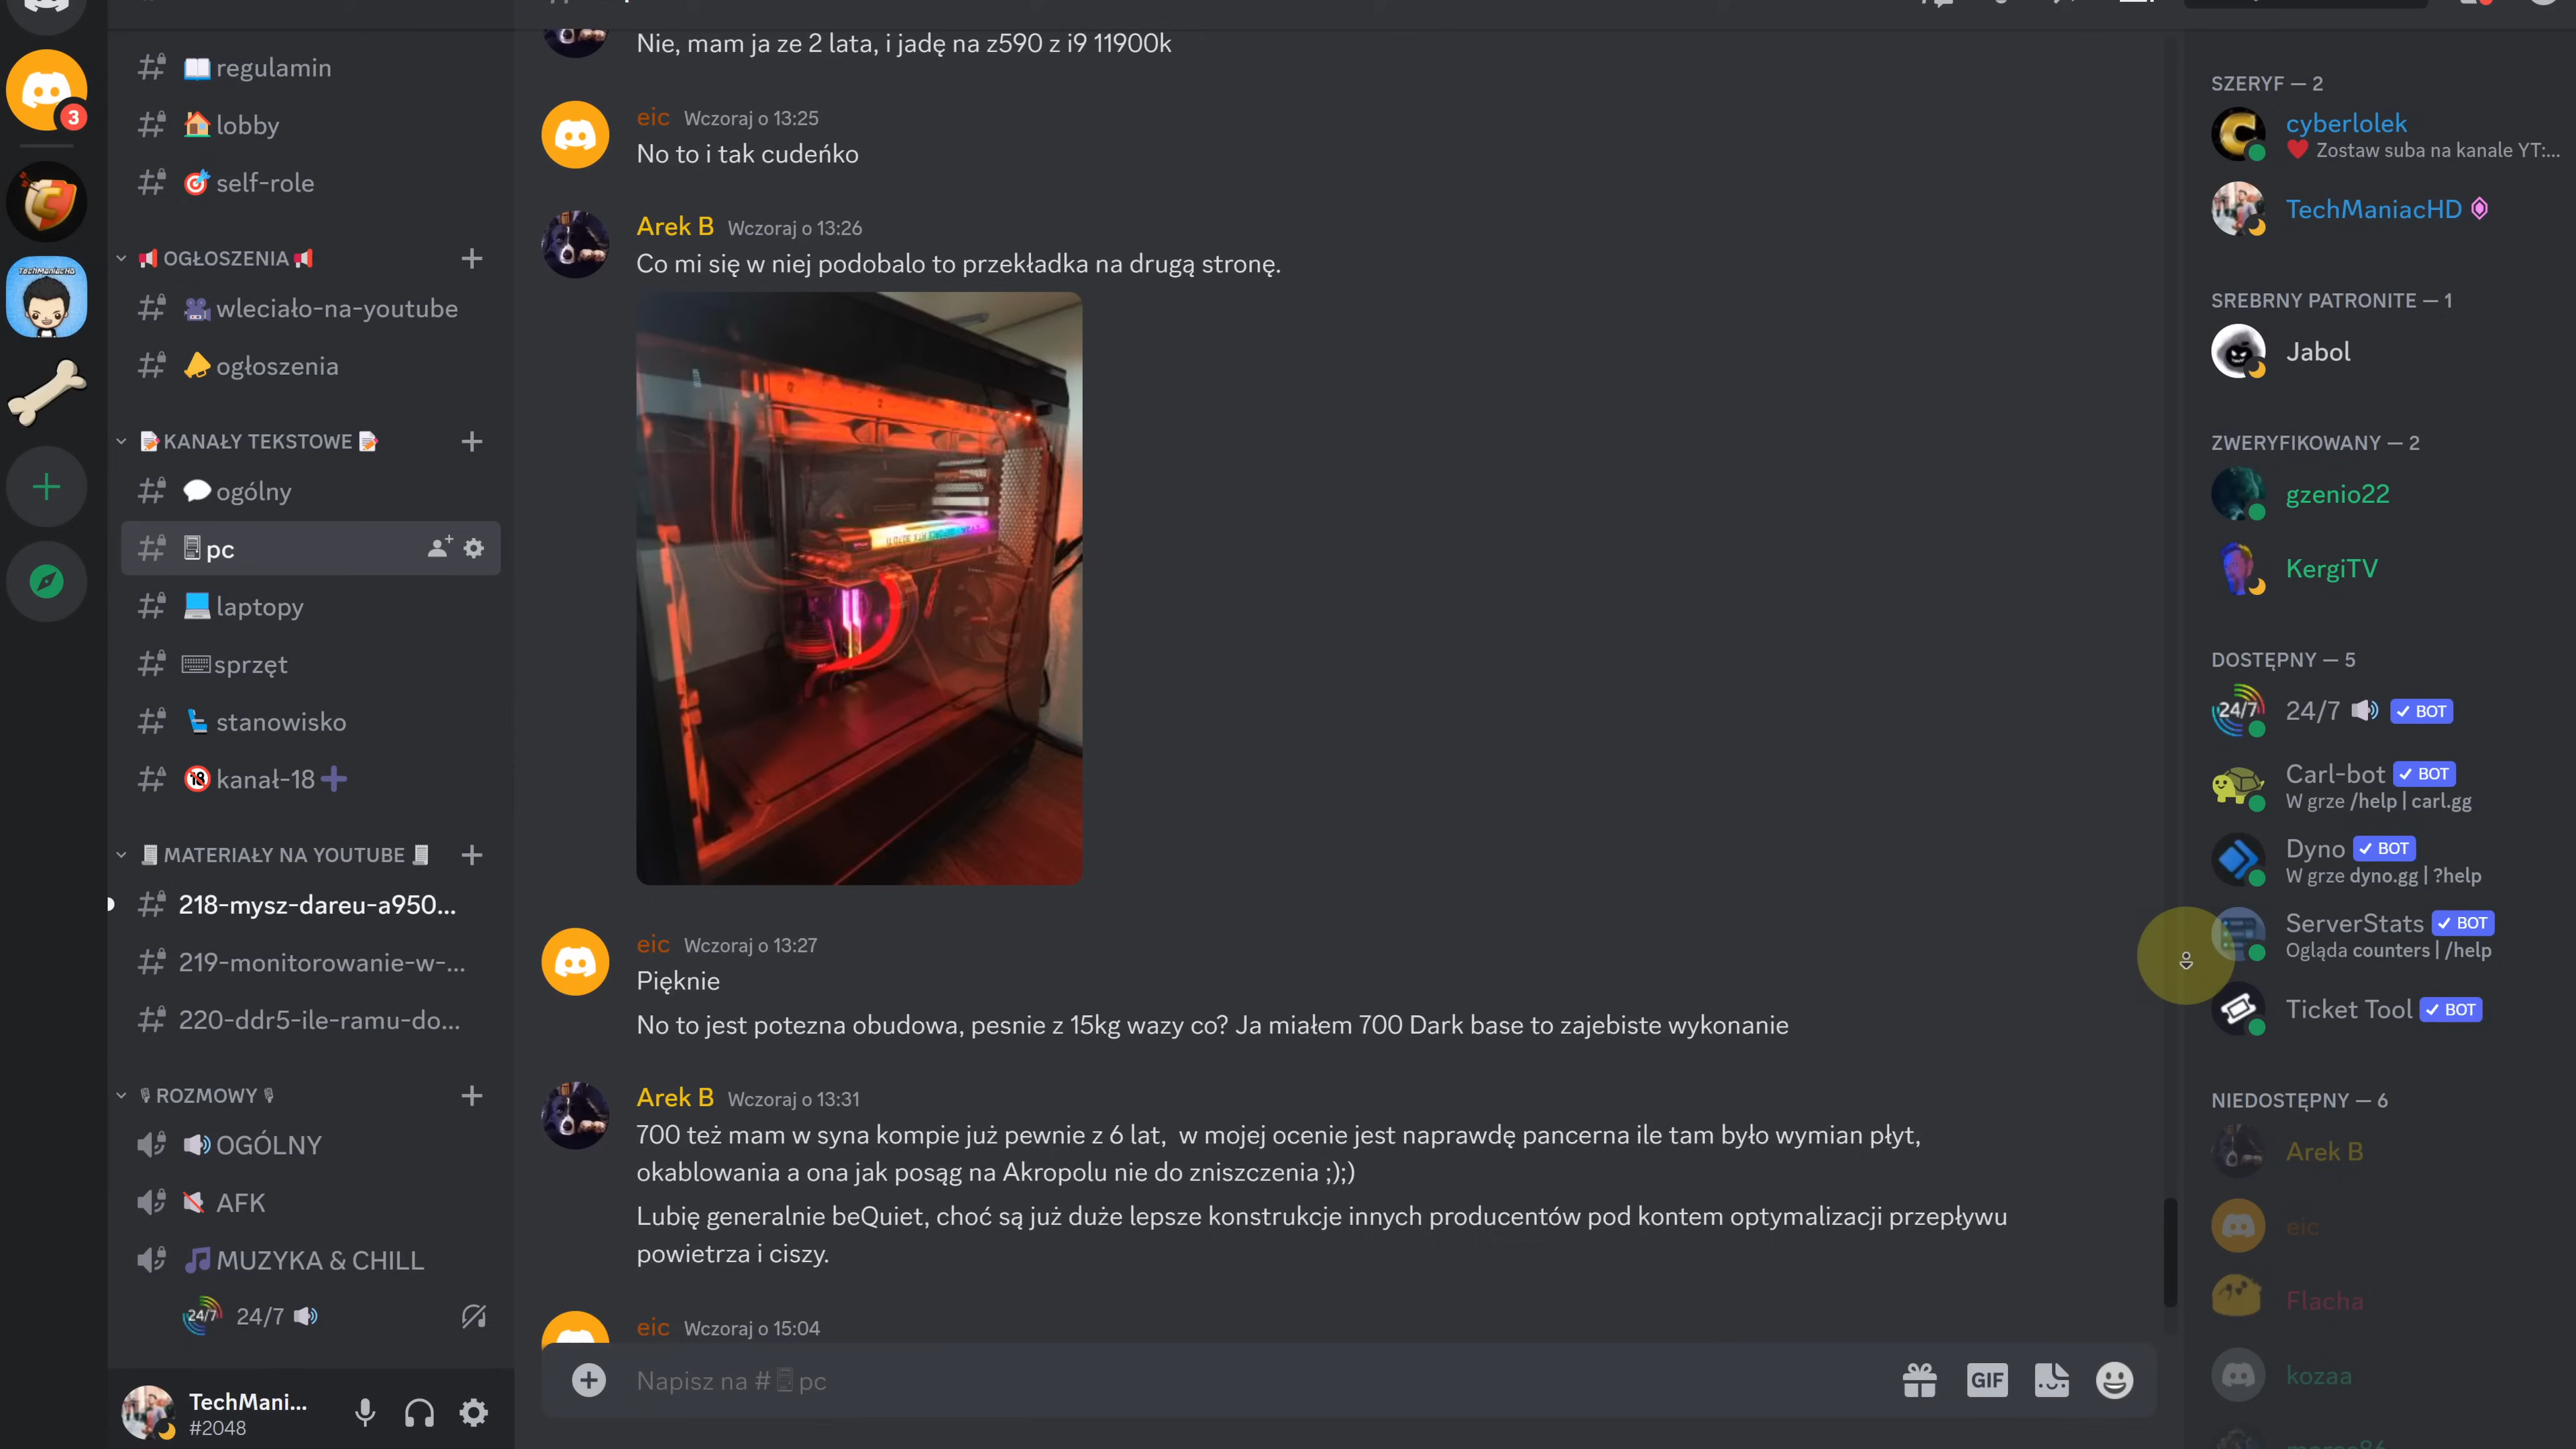 3
TechManiacHD
regulamin
lobby
self-role
OGŁOSZENIA
wleciało-na-youtube
ogłoszenia
KANAŁY TEKSTOWE
ogólny
pc
laptopy
sprzęt
stanowisko
18
kanał-18
MATERIAŁY NA YOUTUBE
218-mysz-dareu-a950...
219-monitorowanie-w-...
220-ddr5-ile-ramu-do...
ROZMOWY
OGÓLNY
AFK
MUZYKA & CHILL
24/7 24/7
TechMani...
#2048
Nie, mam ja ze 2 lata, i jadę na z590 z i9 11900k
eic Wczoraj o 13:25
No to i tak cudeńko
Arek B Wczoraj o 13:26
Co mi się w niej podobalo to przekładka na drugą stronę.
eic Wczoraj o 13:27
Pięknie
No to jest potezna obudowa, pesnie z 15kg wazy co? Ja miałem 700 Dark base to zajebiste wykonanie
Arek B Wczoraj o 13:31
700 też mam w syna kompie już pewnie z 6 lat, w mojej ocenie jest naprawdę pancerna ile tam było wymian płyt,
okablowania a ona jak posąg na Akropolu nie do zniszczenia ;);)
Lubię generalnie beQuiet, choć są już duże lepsze konstrukcje innych producentów pod kontem optymalizacji przepływu
powietrza i ciszy.
eic Wczoraj o 15:04
Napisz na # pc
GIF
SZERYF — 2
cyberlolek
Zostaw suba na kanale YT:...
TechManiacHD
SREBRNY PATRONITE — 1
Jabol
ZWERYFIKOWANY — 2
gzenio22
KergiTV
DOSTĘPNY — 5
24/7 24/7 BOT
Carl-bot BOT
W grze /help | carl.gg
Dyno BOT
W grze dyno.gg | ?help
ServerStats BOT
Ogląda counters | /help
Ticket Tool BOT
NIEDOSTĘPNY — 6
Arek B
eic
Flacha
kozaa